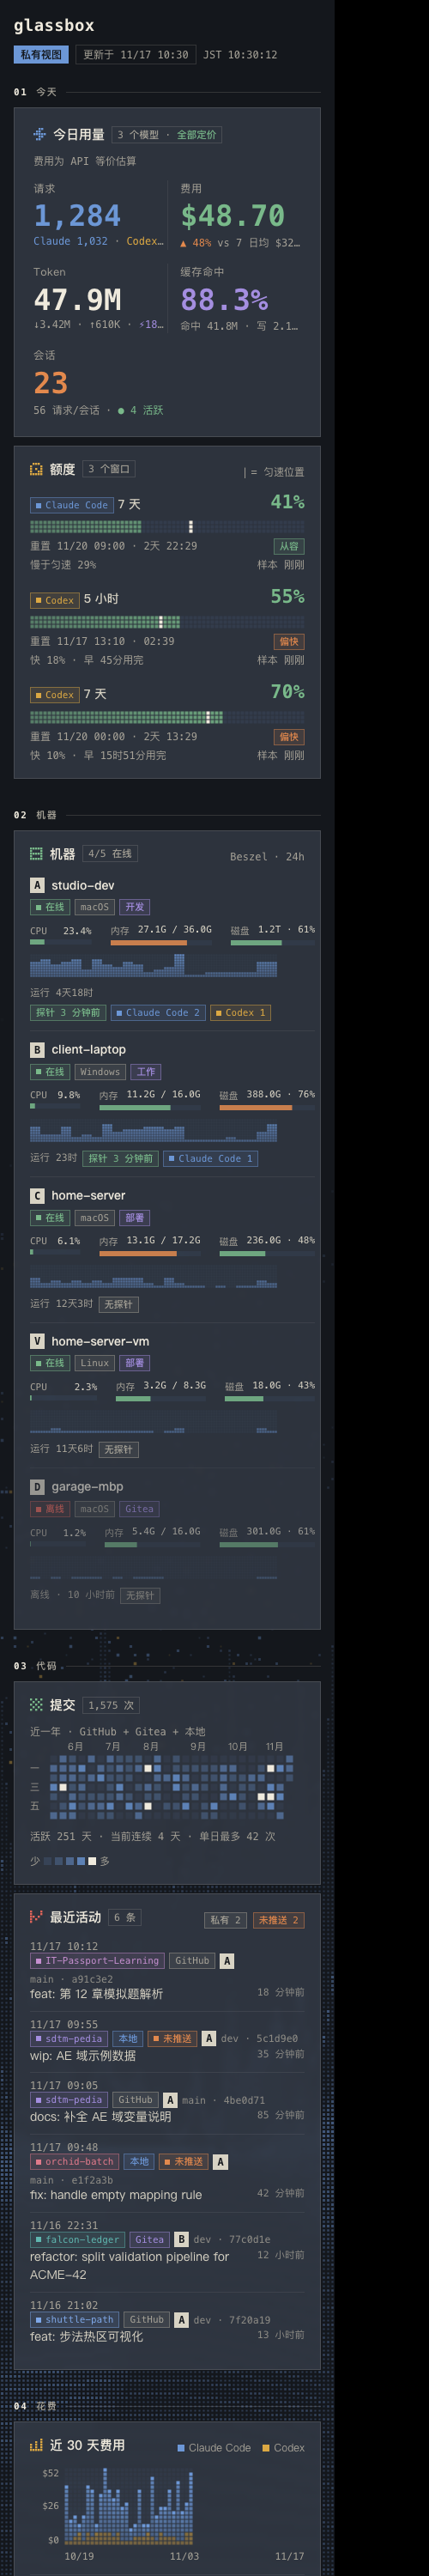 glassbox
私有视图 更新于 11/17 10:30 JST 10:30:12
01 今天
今日用量 3 个模型 · 全部定价
费用为 API 等价估算
请求 费用
1,284 $48.70
Claude 1,032 · Codex… ▲ 48% vs 7 日均 $32…
Token 缓存命中
47.9M 88.3%
↓3.42M · ↑610K · ⚡18… 命中 41.8M · 写 2.1…
会话
23
56 请求/会话 · ● 4 活跃
额度 3 个窗口 | = 匀速位置
Claude Code 7 天 41%
重置 11/20 09:00 · 2天 22:29 从容
慢于匀速 29% 样本 刚刚
Codex 5 小时 55%
重置 11/17 13:10 · 02:39 偏快
快 18% · 早 45分用完 样本 刚刚
Codex 7 天 70%
重置 11/20 00:00 · 2天 13:29 偏快
快 10% · 早 15时51分用完 样本 刚刚
02 机器
机器 4/5 在线 Beszel · 24h
A studio-dev
在线 macOS 开发
CPU 23.4% 内存 27.1G / 36.0G 磁盘 1.2T · 61%
运行 4天18时
探针 3 分钟前 Claude Code 2 Codex 1
B client-laptop
在线 Windows 工作
CPU 9.8% 内存 11.2G / 16.0G 磁盘 388.0G · 76%
运行 23时 探针 3 分钟前 Claude Code 1
C home-server
在线 macOS 部署
CPU 6.1% 内存 13.1G / 17.2G 磁盘 236.0G · 48%
运行 12天3时 无探针
V home-server-vm
在线 Linux 部署
CPU 2.3% 内存 3.2G / 8.3G 磁盘 18.0G · 43%
运行 11天6时 无探针
D garage-mbp
离线 macOS Gitea
CPU 1.2% 内存 5.4G / 16.0G 磁盘 301.0G · 61%
离线 · 10 小时前 无探针
03 代码
提交 1,575 次
近一年 · GitHub + Gitea + 本地
6月 7月 8月 9月 10月 11月
一
三
五
活跃 251 天 · 当前连续 4 天 · 单日最多 42 次
少 多
最近活动 6 条 私有 2 未推送 2
11/17 10:12
IT-Passport-Learning GitHub A
main · a91c3e2
feat: 第 12 章模拟题解析 18 分钟前
11/17 09:55
sdtm-pedia 本地 未推送 A dev · 5c1d9e0
wip: AE 域示例数据 35 分钟前
11/17 09:05
sdtm-pedia GitHub A main · 4be0d71
docs: 补全 AE 域变量说明 85 分钟前
11/17 09:48
orchid-batch 本地 未推送 A
main · e1f2a3b
fix: handle empty mapping rule 42 分钟前
11/16 22:31
falcon-ledger Gitea B dev · 77c0d1e
refactor: split validation pipeline for 12 小时前
ACME-42
11/16 21:02
shuttle-path GitHub A dev · 7f20a19
feat: 步法热区可视化 13 小时前
04 花费
近 30 天费用 Claude Code Codex
$52
$26
$0
10/19 11/03 11/17